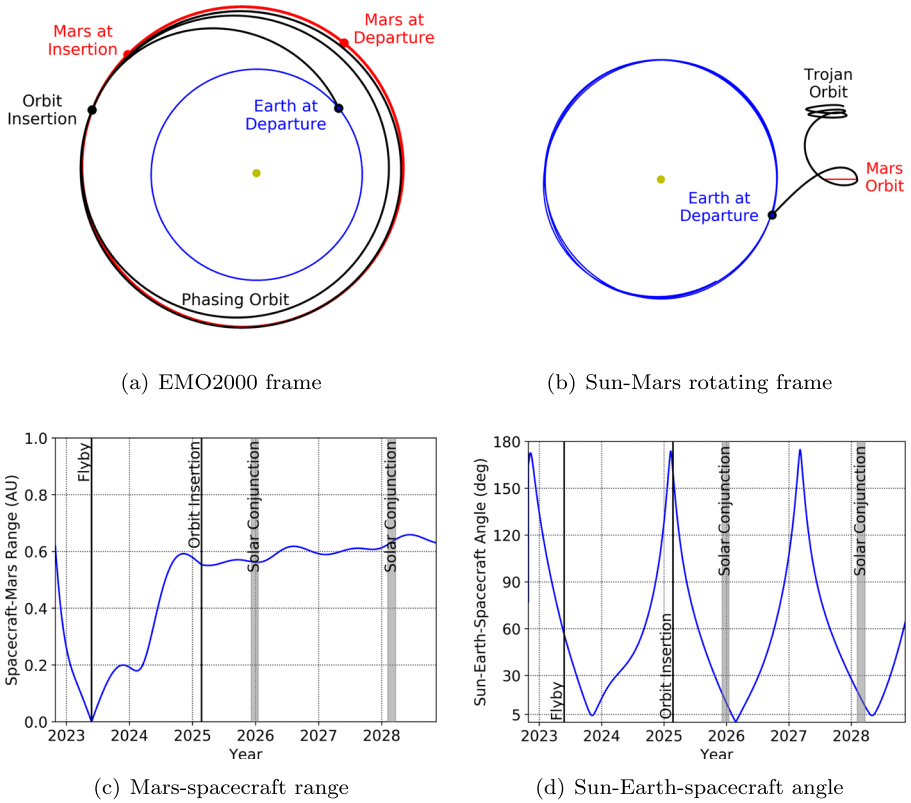 Mars at
Insertion
Mars at
Departure
Orbit
Insertion
Earth at
Departure
Phasing Orbit
(a) EMO2000 frame
Trojan
Orbit
Mars
Orbit
Earth at
Departure
(b) Sun-Mars rotating frame
Spacecraft-Mars Range (AU)
1.0
0.8
0.6
0.4
0.2
0.0
Flyby
Orbit Insertion
Solar Conjunction
Solar Conjunction
2023 2024 2025 2026 2027 2028
Year
(c) Mars-spacecraft range
Sun-Earth-Spacecraft Angle (deg)
180
150
120
90
60
30
5
Flyby
Orbit Insertion
Solar Conjunction
Solar Conjunction
2023 2024 2025 2026 2027 2028
Year
(d) Sun-Earth-spacecraft angle